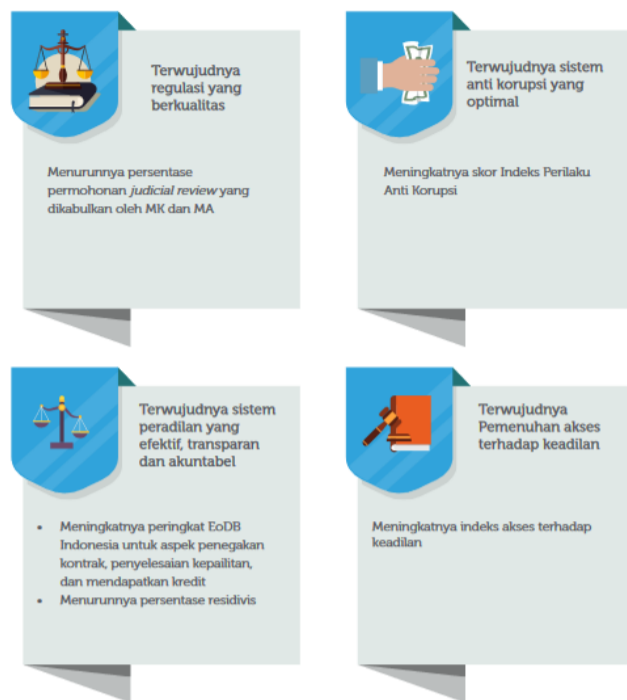 Terwujudnya
regulasi yang
berkualitas
Menurunnya persentase
permohonan judicial review yang
dikabulkan oleh MK dan MA
Terwujudnya sistem
anti korupsi yang
optimal
Meningkatnya skor Indeks Perilaku
Anti Korupsi
Terwujudnya sistem
peradilan yang
efektif, transparan
dan akuntabel
• Meningkatnya peringkat EoDB
Indonesia untuk aspek penegakan
kontrak, penyelesaian kepailitan,
dan mendapatkan kredit
• Menurunnya persentase residivis
Terwujudnya
Pemenuhan akses
terhadap keadilan
Meningkatnya indeks akses terhadap
keadilan